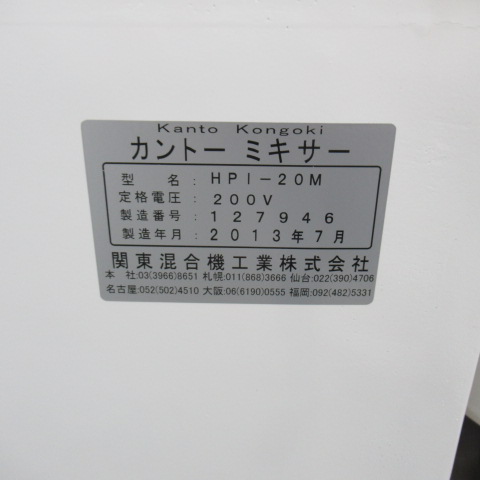 Kanto Kongoki
カントー ミキサー
型名: HPI-20M
定格電圧: 200V
製造番号: 127946
製造年月: 2013年7月
関東混合機工業株式会社
本社:03(3966)8651 札幌:011(868)3666 仙台:022(390)4706
名古屋:052(502)4510 大阪:06(6190)0555 福岡:092(482)5331